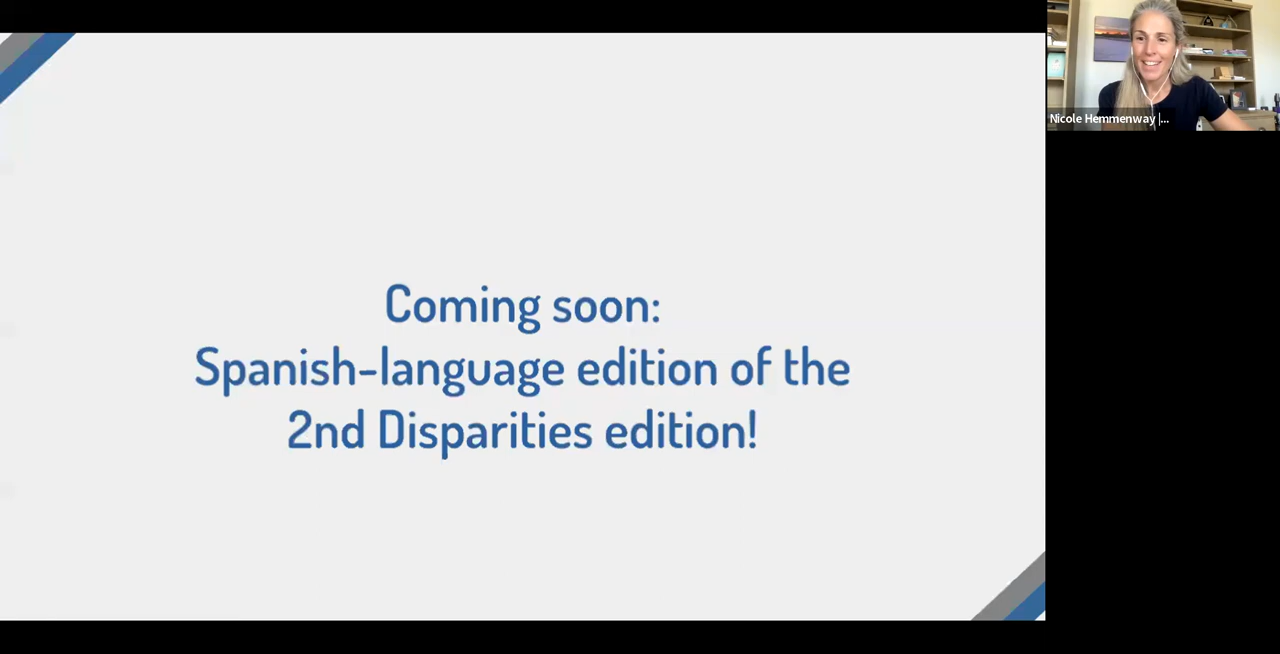 Coming soon:
Spanish-language edition of the
2nd Disparities edition!
Nicole Hemmenway |...